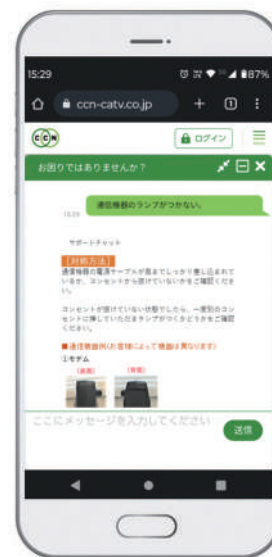 15:29
87%
ccn-catv.co.jp
CCN
ログイン
お困りではありませんか？
通信機器のランプがつかない。
15:29
サポートチャット
【対処方法】
通信機器の電源ケーブルが奥までしっかり差し込まれて
いるか、コンセントから抜けていないかをご確認くださ
い。
コンセントが抜けていない状態でしたら、一度別のコン
セントに挿していただきランプがつくかどうかをご確認
ください。
■通信機器例(お客様によって機器は異なります)
①モデム
(前面)
(背面)
ここにメッセージを入力してください
送信